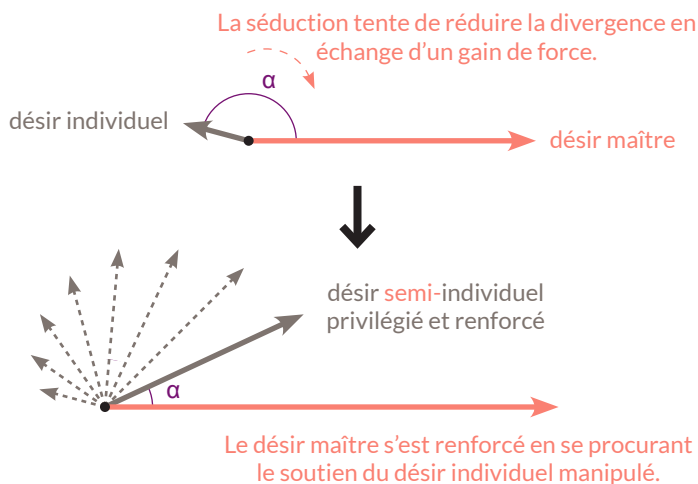 La séduction tente de réduire la divergence en
échange d’un gain de force.
α
désir individuel
désir maître
désir semi-individuel
privilégié et renforcé
α
Le désir maître s’est renforcé en se procurant
le soutien du désir individuel manipulé.